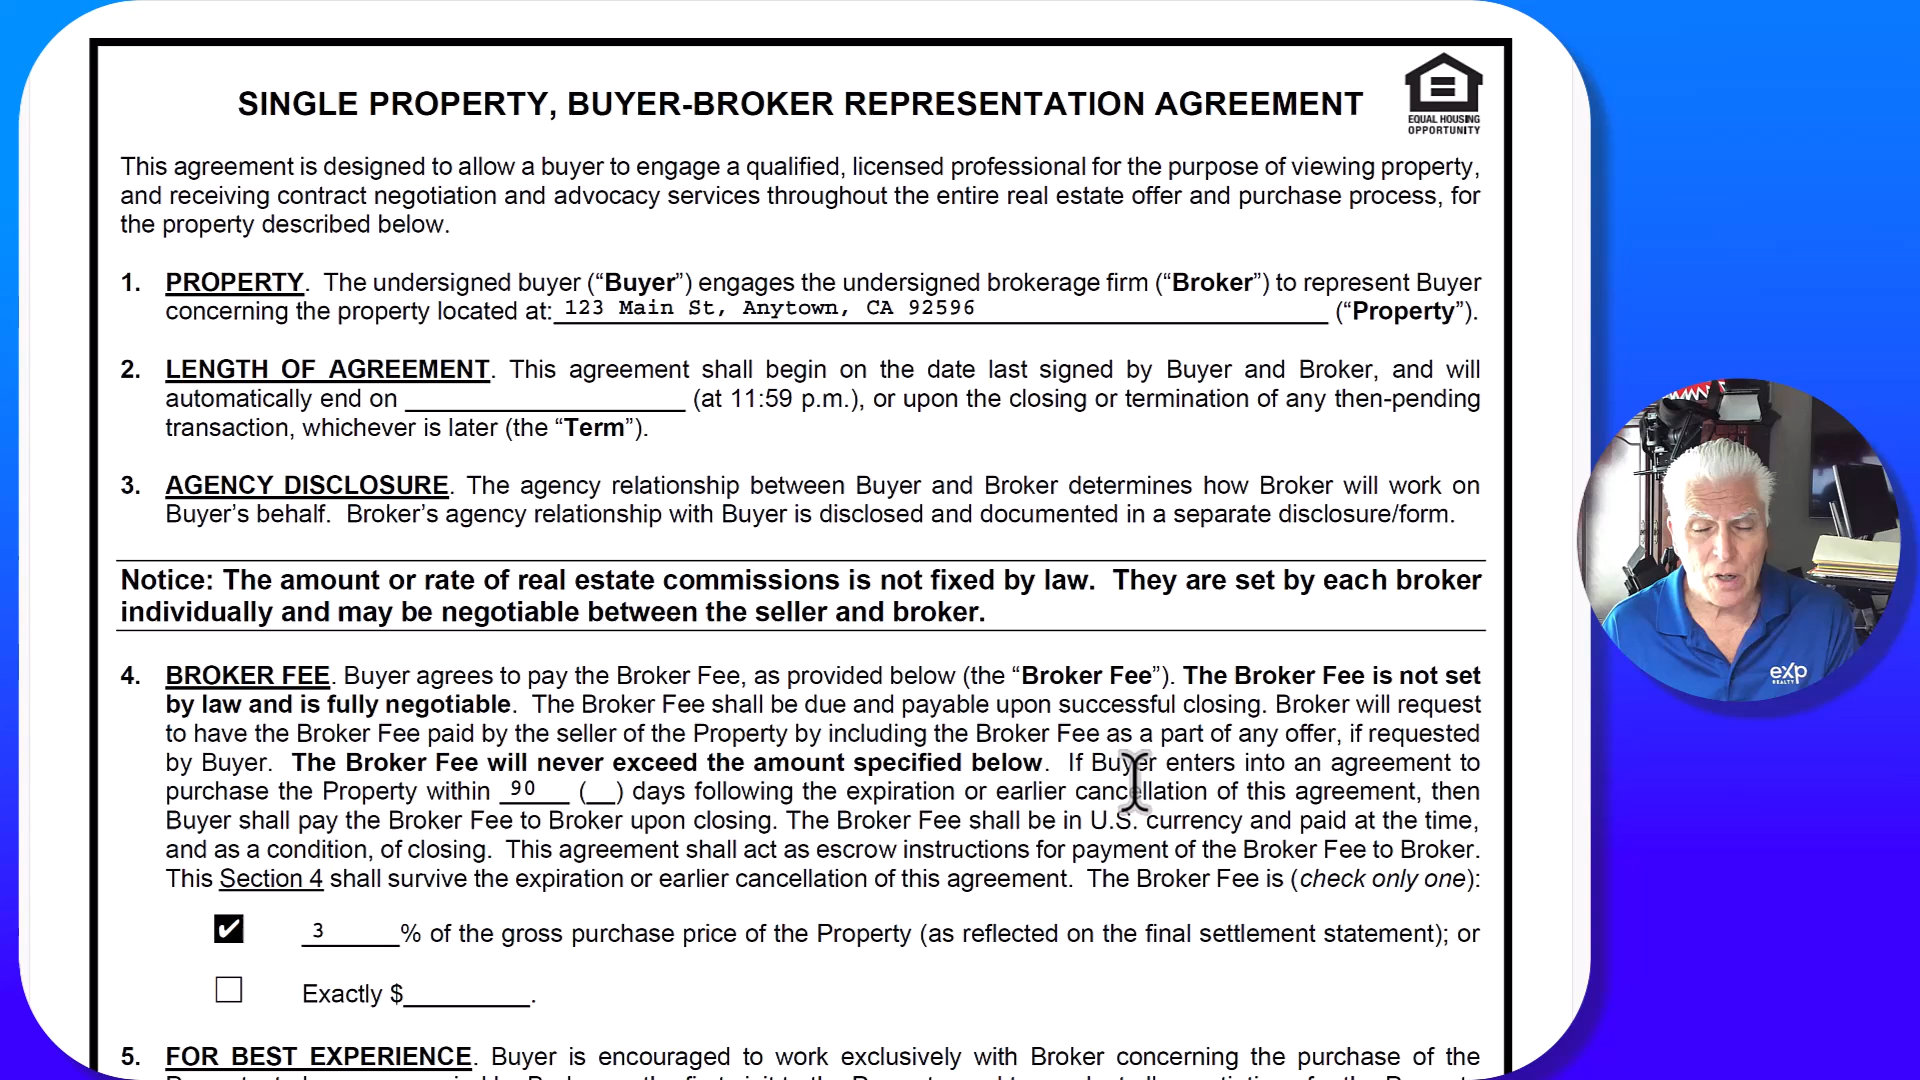 SINGLE PROPERTY, BUYER-BROKER REPRESENTATION AGREEMENT
EQUAL HOUSING
OPPORTUNITY
This agreement is designed to allow a buyer to engage a qualified, licensed professional for the purpose of viewing property,
and receiving contract negotiation and advocacy services throughout the entire real estate offer and purchase process, for
the property described below.
1. PROPERTY. The undersigned buyer (“Buyer”) engages the undersigned brokerage firm (“Broker”) to represent Buyer
concerning the property located at: 123 Main St, Anytown, CA 92596 (“Property”).
2. LENGTH OF AGREEMENT. This agreement shall begin on the date last signed by Buyer and Broker, and will
automatically end on ____________________ (at 11:59 p.m.), or upon the closing or termination of any then-pending
transaction, whichever is later (the “Term”).
3. AGENCY DISCLOSURE. The agency relationship between Buyer and Broker determines how Broker will work on
Buyer’s behalf. Broker’s agency relationship with Buyer is disclosed and documented in a separate disclosure/form.
Notice: The amount or rate of real estate commissions is not fixed by law. They are set by each broker
individually and may be negotiable between the seller and broker.
4. BROKER FEE. Buyer agrees to pay the Broker Fee, as provided below (the “Broker Fee”). The Broker Fee is not set
by law and is fully negotiable. The Broker Fee shall be due and payable upon successful closing. Broker will request
to have the Broker Fee paid by the seller of the Property by including the Broker Fee as a part of any offer, if requested
by Buyer. The Broker Fee will never exceed the amount specified below. If Buyer enters into an agreement to
purchase the Property within 90 (__) days following the expiration or earlier cancellation of this agreement, then
Buyer shall pay the Broker Fee to Broker upon closing. The Broker Fee shall be in U.S. currency and paid at the time,
and as a condition, of closing. This agreement shall act as escrow instructions for payment of the Broker Fee to Broker.
This Section 4 shall survive the expiration or earlier cancellation of this agreement. The Broker Fee is (check only one):
3 % of the gross purchase price of the Property (as reflected on the final settlement statement); or
Exactly $_________.
5. FOR BEST EXPERIENCE. Buyer is encouraged to work exclusively with Broker concerning the purchase of the
exp
REALTY